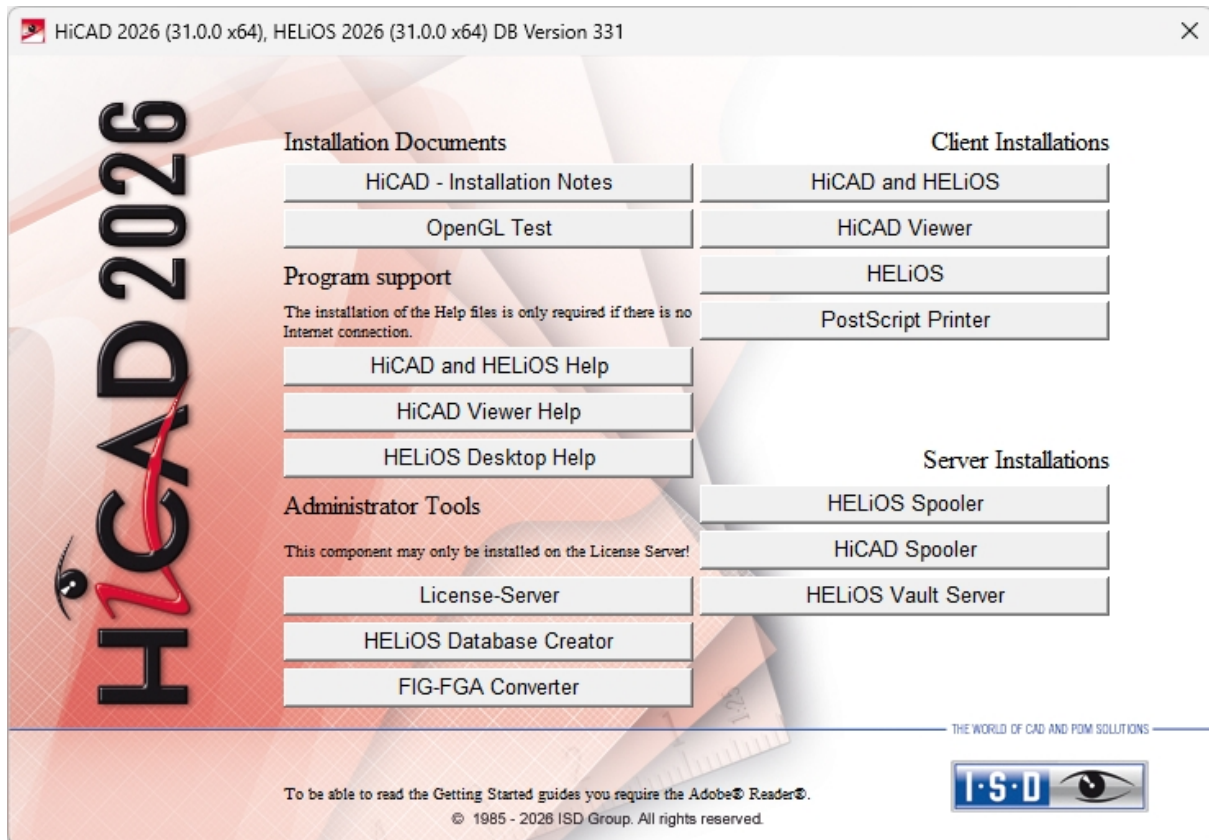 HiCAD 2026 (31.0.0 x64), HELiOS 2026 (31.0.0 x64) DB Version 331
HiCAD 2026
Installation Documents
HiCAD - Installation Notes
OpenGL Test
Program support
The installation of the Help files is only required if there is no
Internet connection.
HiCAD and HELiOS Help
HiCAD Viewer Help
HELiOS Desktop Help
Administrator Tools
This component may only be installed on the License Server!
License-Server
HELiOS Database Creator
FIG-FGA Converter
Client Installations
HiCAD and HELiOS
HiCAD Viewer
HELiOS
PostScript Printer
Server Installations
HELiOS Spooler
HiCAD Spooler
HELiOS Vault Server
1:25
1
2
THE WORLD OF CAD AND PDM SOLUTIONS
I·S·D
To be able to read the Getting Started guides you require the Adobe® Reader®.
© 1985 - 2026 ISD Group. All rights reserved.